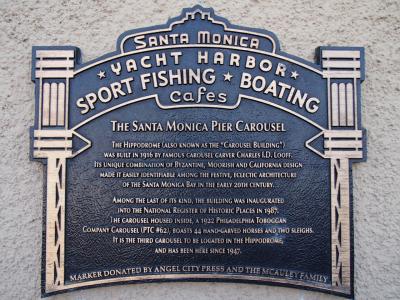 SANTA MONICA
★ YACHT HARBOR ★
SPORT FISHING ★ BOATING
Cafes
THE SANTA MONICA PIER CAROUSEL
THE HIPPODROME (ALSO KNOWN AS THE "CAROUSEL BUILDING")
WAS BUILT IN 1916 BY FAMOUS CAROUSEL CARVER CHARLES I.D. LOOFF.
ITS UNIQUE COMBINATION OF BYZANTINE, MOORISH AND CALIFORNIA DESIGN
MADE IT EASILY IDENTIFIABLE AMONG THE FESTIVE, ECLECTIC ARCHITECTURE
OF THE SANTA MONICA BAY IN THE EARLY 20TH CENTURY.
AMONG THE LAST OF ITS KIND, THE BUILDING WAS INAUGURATED
INTO THE NATIONAL REGISTER OF HISTORIC PLACES IN 1987.
THE CAROUSEL HOUSED INSIDE, A 1922 PHILADELPHIA TOBOGGAN
COMPANY CAROUSEL (PTC #62), BOASTS 44 HAND-CARVED HORSES AND TWO SLEIGHS.
IT IS THE THIRD CAROUSEL TO BE LOCATED IN THE HIPPODROME,
AND HAS BEEN HERE SINCE 1947.
MARKER DONATED BY ANGEL CITY PRESS AND THE MCAULEY FAMILY